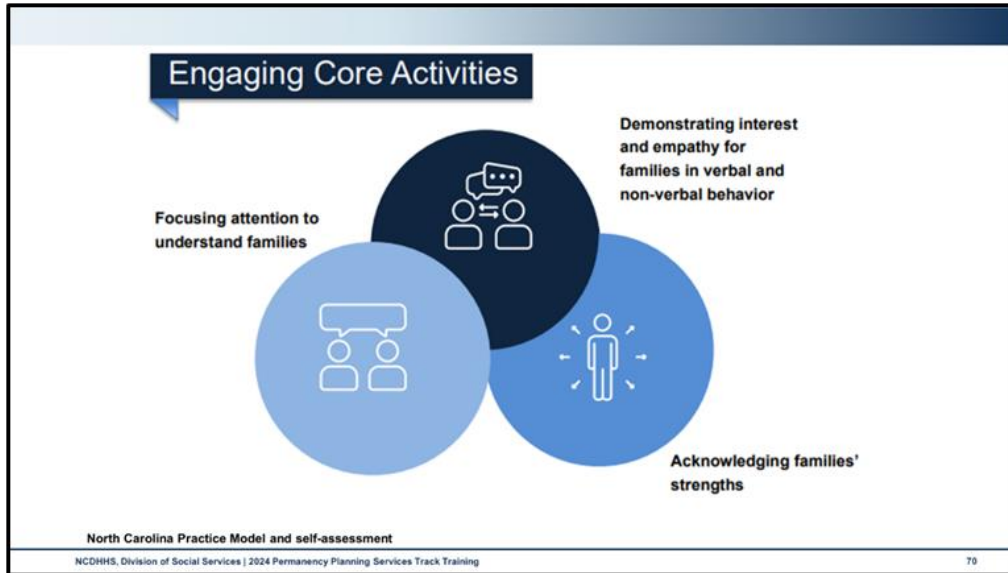 Engaging Core Activities
Demonstrating interest
and empathy for
families in verbal and
non-verbal behavior
Focusing attention to
understand families
Acknowledging families’
strengths
North Carolina Practice Model and self-assessment
NCDHHS, Division of Social Services | 2024 Permanency Planning Services Track Training
70